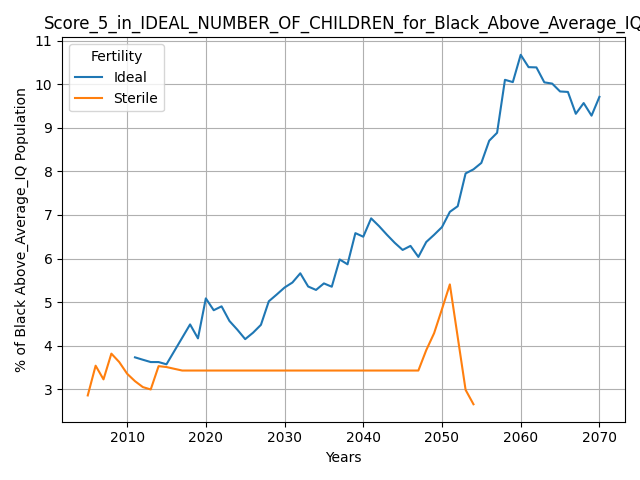 Score_5_in_IDEAL_NUMBER_OF_CHILDREN_for_Black_Above_Average_IQ
Fertility
Ideal
Sterile
% of Black Above_Average_IQ Population
11
10
9
8
7
6
5
4
3
2010
2020
2030
2040
2050
2060
2070
Years